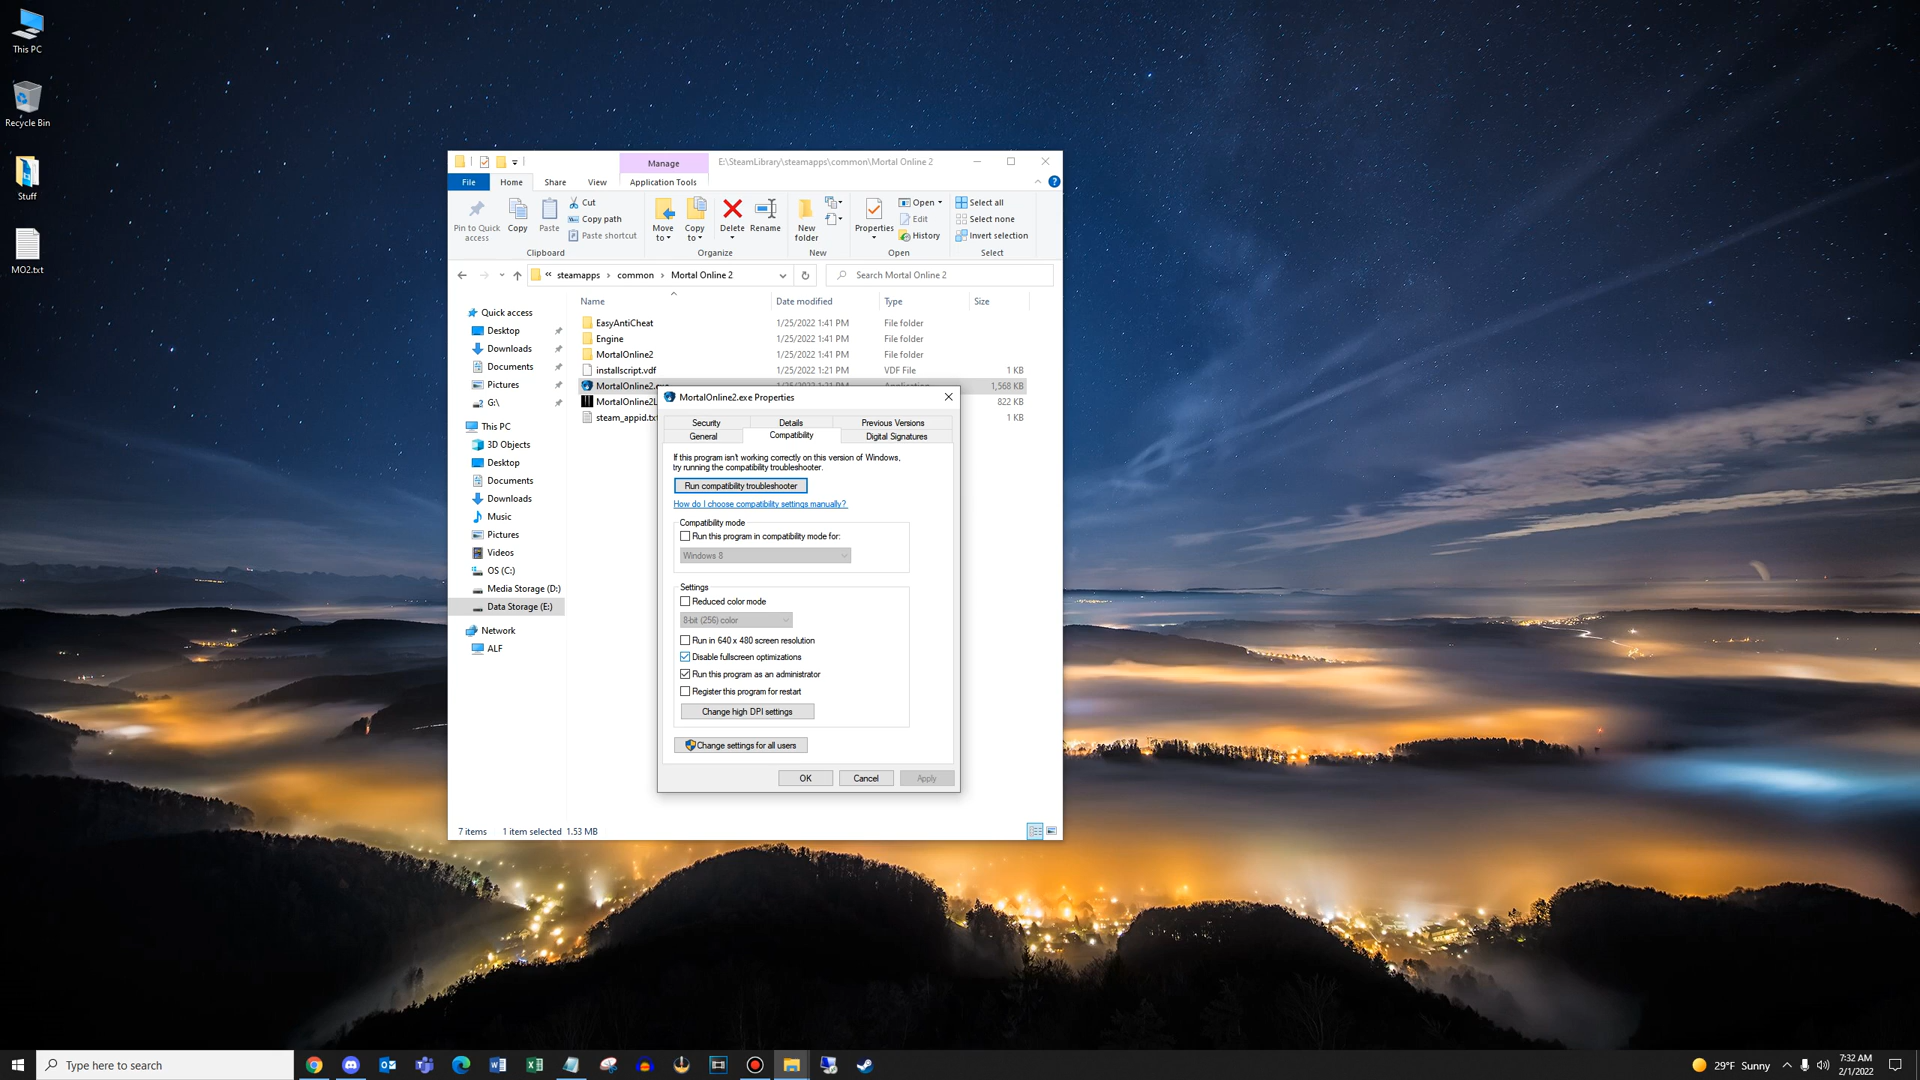 This PC
Recycle Bin
Stuff
MO2.txt
Manage
E:\SteamLibrary\steamapps\common\Mortal Online 2
File
Home
Share
View
Application Tools
Pin to Quick access
Copy
Paste
Cut
Copy path
Paste shortcut
Clipboard
Move to
Copy to
Delete
Rename
Organize
New folder
New
Properties
Open
Edit
History
Open
Select all
Select none
Invert selection
Select
« steamapps › common › Mortal Online 2
Search Mortal Online 2
Quick access
Desktop
Downloads
Documents
Pictures
G:\
This PC
3D Objects
Desktop
Documents
Downloads
Music
Pictures
Videos
OS (C:)
Media Storage (D:)
Data Storage (E:)
Network
ALF
Name Date modified Type Size
EasyAntiCheat 1/25/2022 1:41 PM File folder
Engine 1/25/2022 1:41 PM File folder
MortalOnline2 1/25/2022 1:41 PM File folder
installscript.vdf 1/25/2022 1:21 PM VDF File 1 KB
MortalOnline2.exe 1/25/2022 1:21 PM Application 1,568 KB
MortalOnline2L 822 KB
steam_appid.txt 1 KB
MortalOnline2.exe Properties
Security Details Previous Versions
General Compatibility Digital Signatures
If this program isn't working correctly on this version of Windows,
try running the compatibility troubleshooter.
Run compatibility troubleshooter
How do I choose compatibility settings manually?
Compatibility mode
Run this program in compatibility mode for:
Windows 8
Settings
Reduced color mode
8-bit (256) color
Run in 640 x 480 screen resolution
Disable fullscreen optimizations
Run this program as an administrator
Register this program for restart
Change high DPI settings
Change settings for all users
OK Cancel Apply
7 items 1 item selected 1.53 MB
Type here to search
29°F Sunny
7:32 AM
2/1/2022